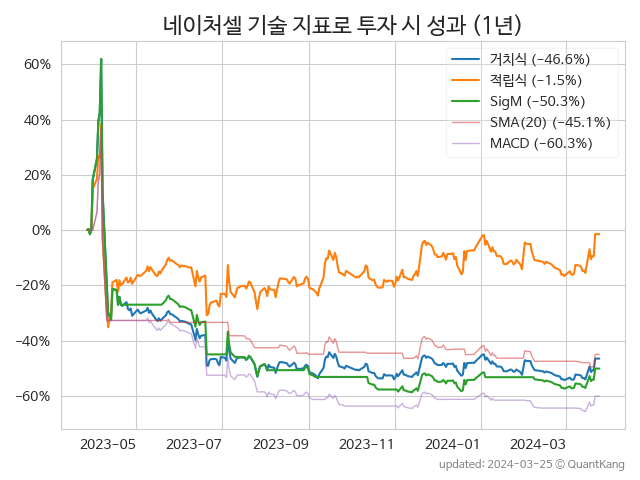 네이처셀 기술 지표로 투자 시 성과 (1년)
거치식 (−46.6%)
적립식 (−1.5%)
SigM (−50.3%)
SMA(20) (−45.1%)
MACD (−60.3%)
60%
40%
20%
0%
−20%
−40%
−60%
2023-05 2023-07 2023-09 2023-11 2024-01 2024-03
updated: 2024-03-25 © QuantKang